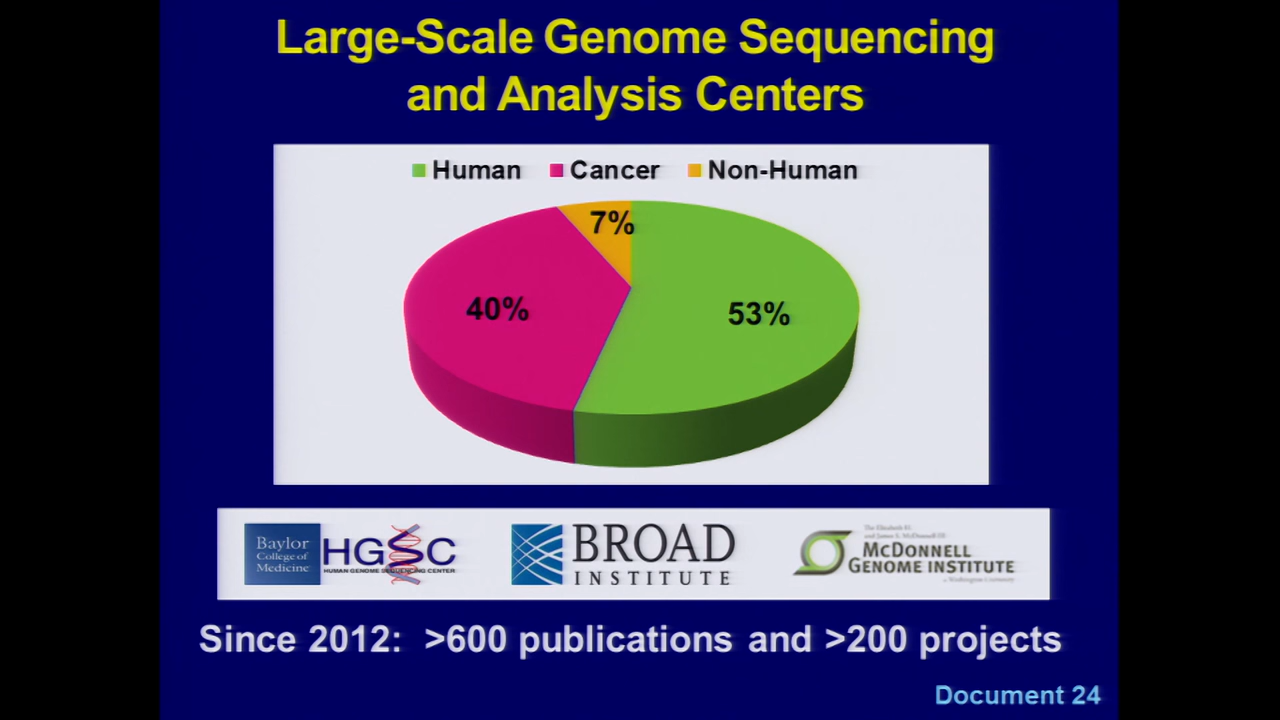 Large-Scale Genome Sequencing
and Analysis Centers
Human Cancer Non-Human
7%
40%
53%
Baylor
College of
Medicine
HGSC
HUMAN GENOME SEQUENCING CENTER
BROAD
INSTITUTE
The Elizabeth H.
and James S. McDonnell III
MCDONNELL
GENOME INSTITUTE
at Washington University
Since 2012: >600 publications and >200 projects
Document 24